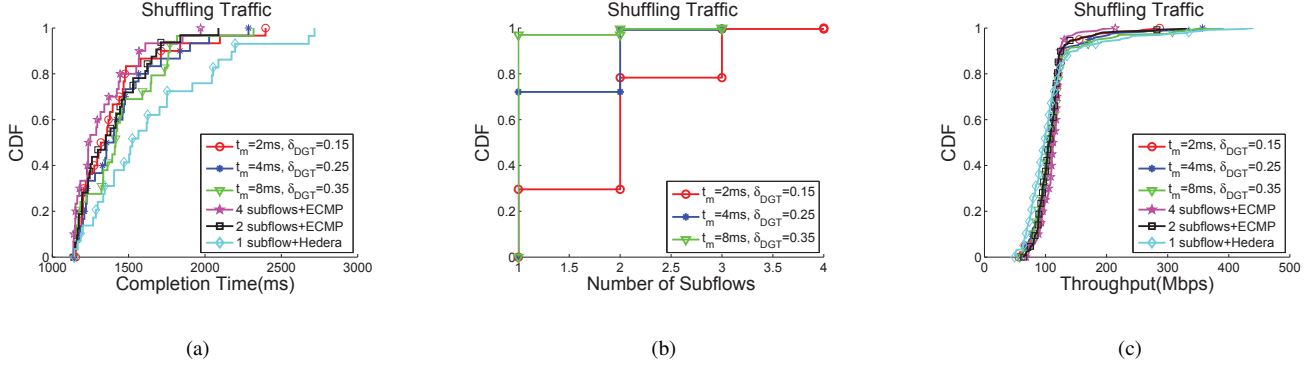 Shuffling Traffic
1
0.8
0.6
0.4
0.2
0
CDF
1000 1500 2000 2500 3000
Completion Time(ms)
t_m=2ms, δ_DGT=0.15
t_m=4ms, δ_DGT=0.25
t_m=8ms, δ_DGT=0.35
4 subflows+ECMP
2 subflows+ECMP
1 subflow+Hedera
(a)
Shuffling Traffic
1
0.8
0.6
0.4
0.2
0
CDF
1 1.5 2 2.5 3 3.5 4
Number of Subflows
t_m=2ms, δ_DGT=0.15
t_m=4ms, δ_DGT=0.25
t_m=8ms, δ_DGT=0.35
(b)
Shuffling Traffic
1
0.8
0.6
0.4
0.2
0
CDF
0 100 200 300 400 500
Throughput(Mbps)
t_m=2ms, δ_DGT=0.15
t_m=4ms, δ_DGT=0.25
t_m=8ms, δ_DGT=0.35
4 subflows+ECMP
2 subflows+ECMP
1 subflow+Hedera
(c)